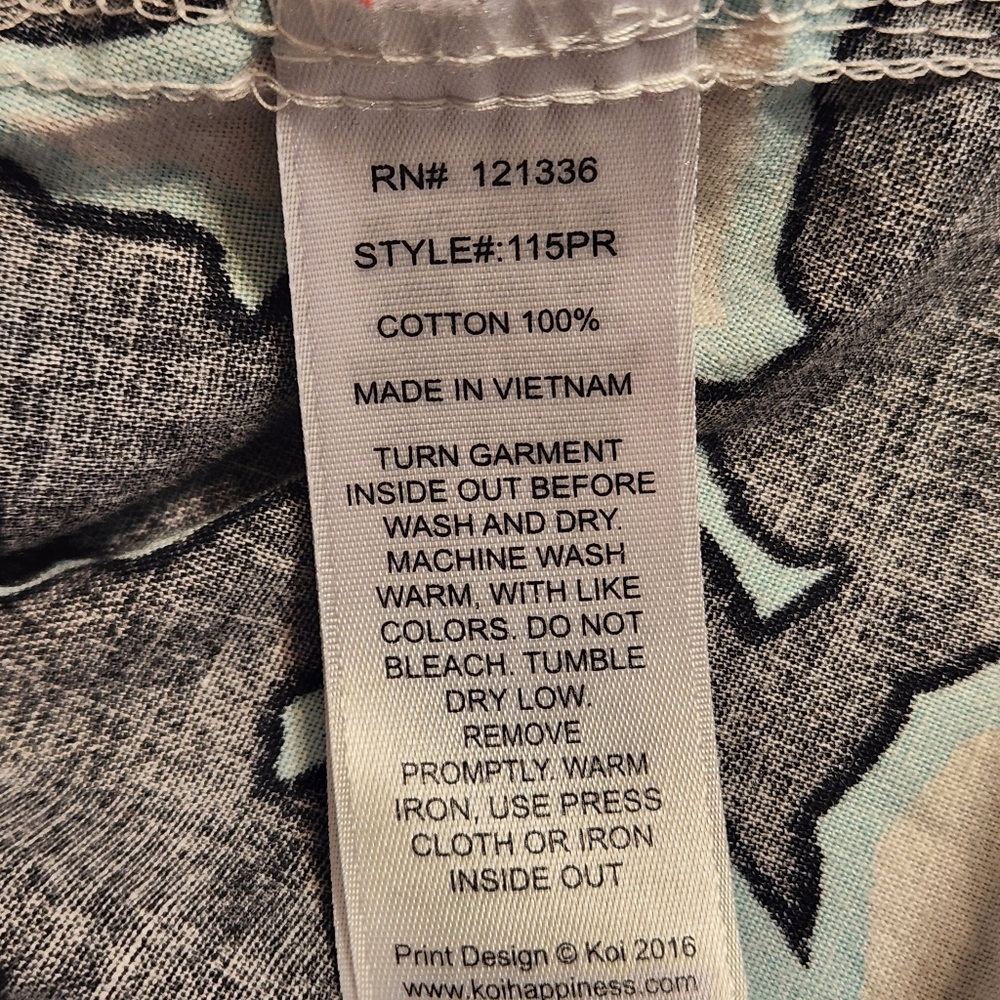 RN# 121336
STYLE#:115PR
COTTON 100%
MADE IN VIETNAM
TURN GARMENT
INSIDE OUT BEFORE
WASH AND DRY.
MACHINE WASH
WARM, WITH LIKE
COLORS. DO NOT
BLEACH. TUMBLE
DRY LOW.
REMOVE
PROMPTLY. WARM
IRON, USE PRESS
CLOTH OR IRON
INSIDE OUT
Print Design © Koi 2016
www.koihappiness.com